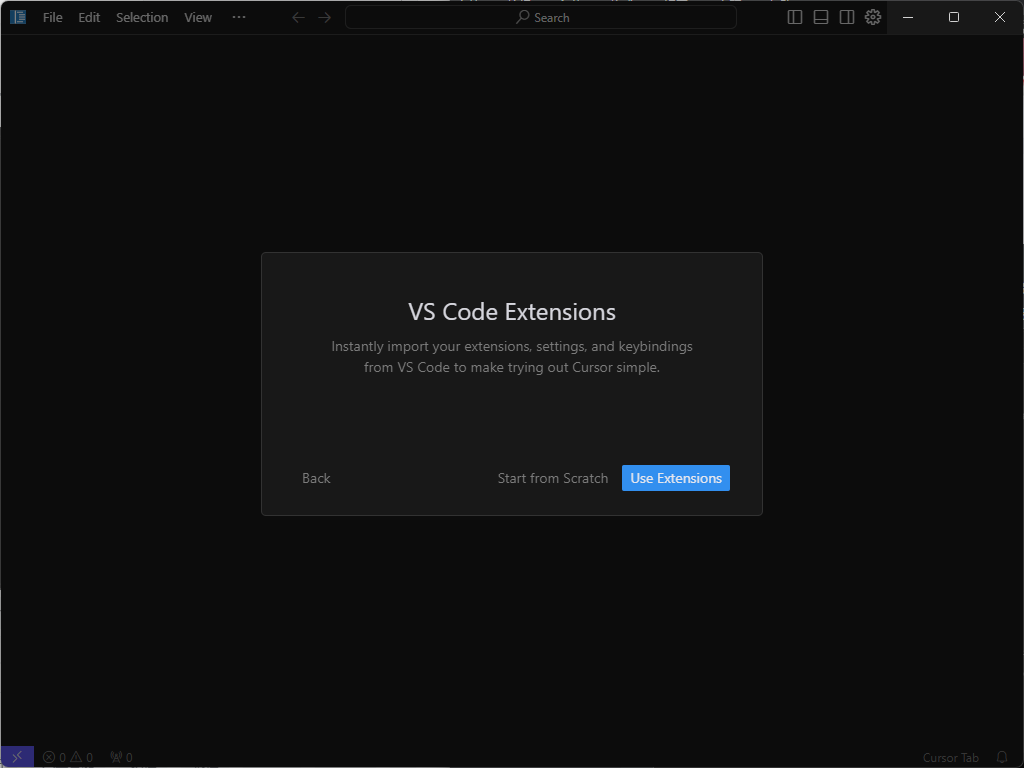 File Edit Selection View ...
Search
VS Code Extensions
Instantly import your extensions, settings, and keybindings
from VS Code to make trying out Cursor simple.
Back Start from Scratch Use Extensions
0 0 0 Cursor Tab